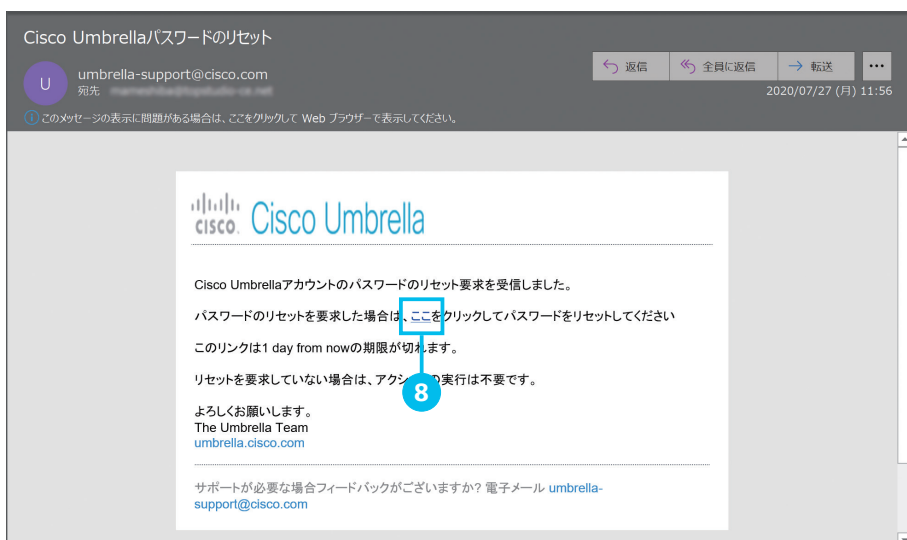 Cisco Umbrellaパスワードのリセット
U
umbrella-support@cisco.com
宛先
返信
全員に返信
転送
2020/07/27 (月) 11:56
このメッセージの表示に問題がある場合は、ここをクリックして Web ブラウザーで表示してください。
CISCO. Cisco Umbrella
Cisco Umbrellaアカウントのパスワードのリセット要求を受信しました。
パスワードのリセットを要求した場合は、ここをクリックしてパスワードをリセットしてください
このリンクは1 day from nowの期限が切れます。
リセットを要求していない場合は、アクションの実行は不要です。
8
よろしくお願いします。
The Umbrella Team
umbrella.cisco.com
サポートが必要な場合フィードバックがございますか? 電子メール umbrella-
support@cisco.com